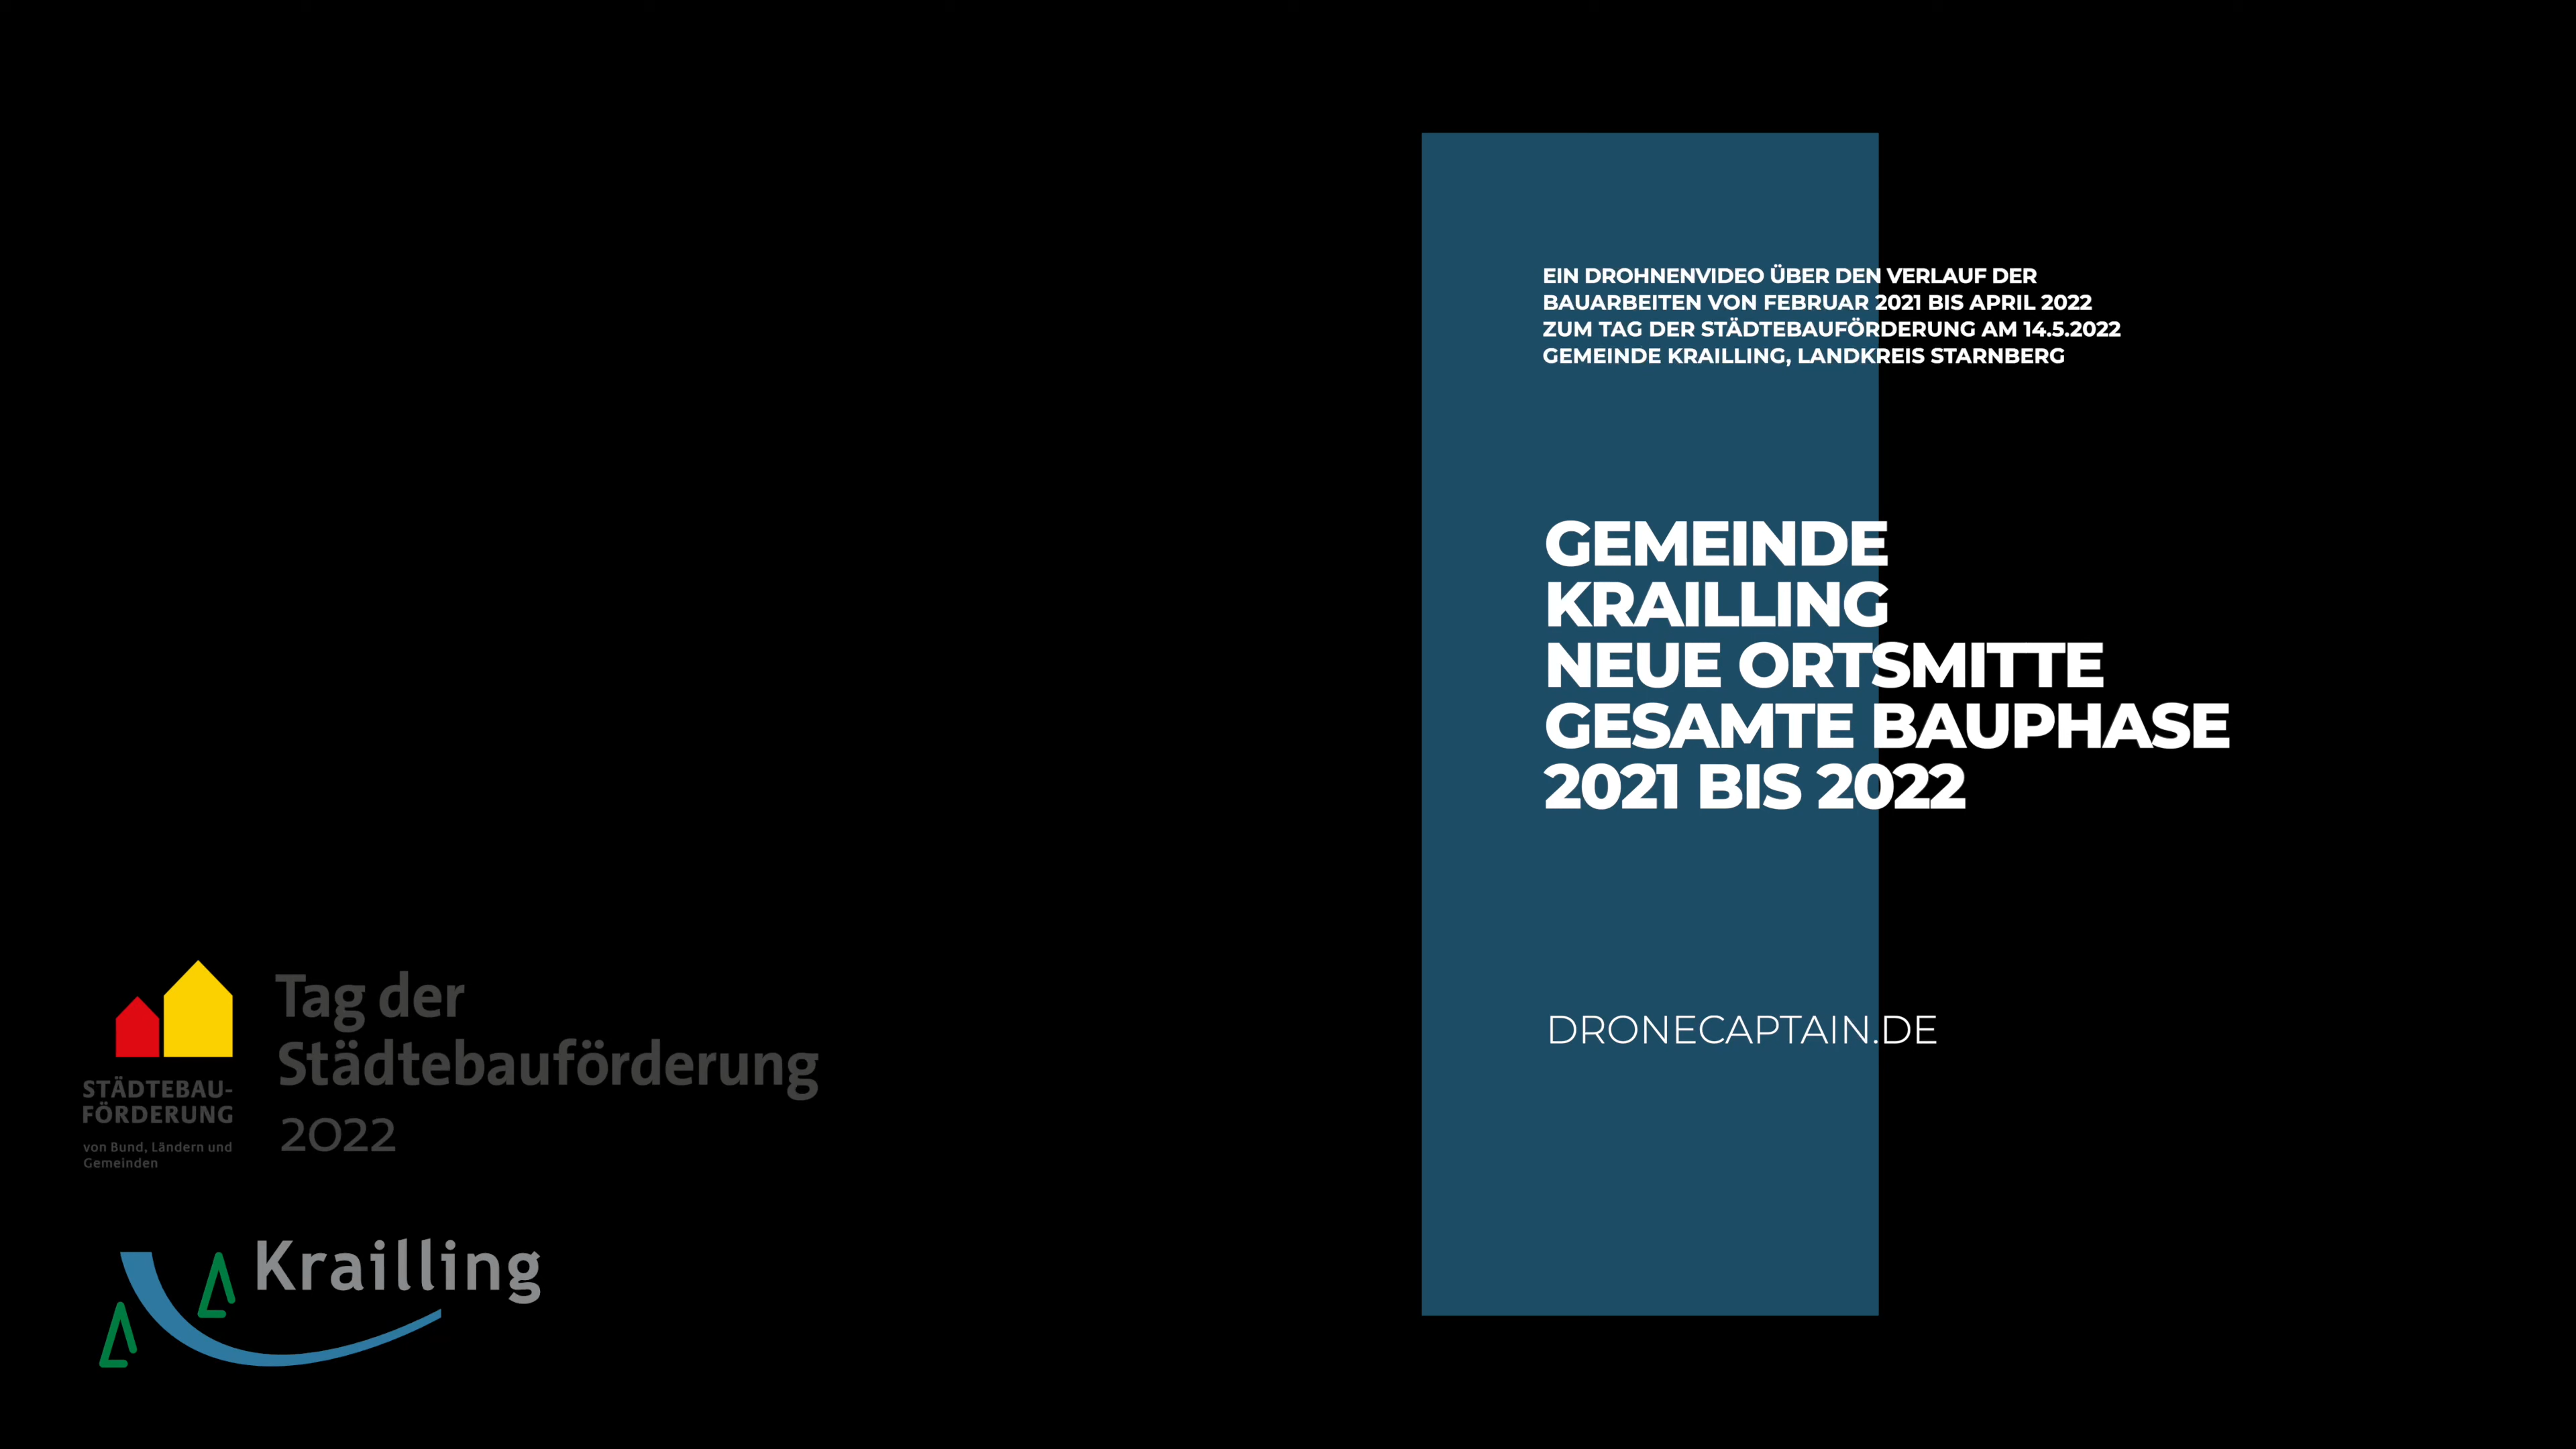 EIN DROHNENVIDEO ÜBER DEN VERLAUF DER
BAUARBEITEN VON FEBRUAR 2021 BIS APRIL 2022
ZUM TAG DER STÄDTEBAUFÖRDERUNG AM 14.5.2022
GEMEINDE KRAILLING, LANDKREIS STARNBERG
GEMEINDE
KRAILLING
NEUE ORTSMITTE
GESAMTE BAUPHASE
2021 BIS 2022
DRONECAPTAIN.DE
Tag der
Städtebauförderung
2022
STÄDTEBAU-
FÖRDERUNG
von Bund, Ländern und
Gemeinden
Krailling